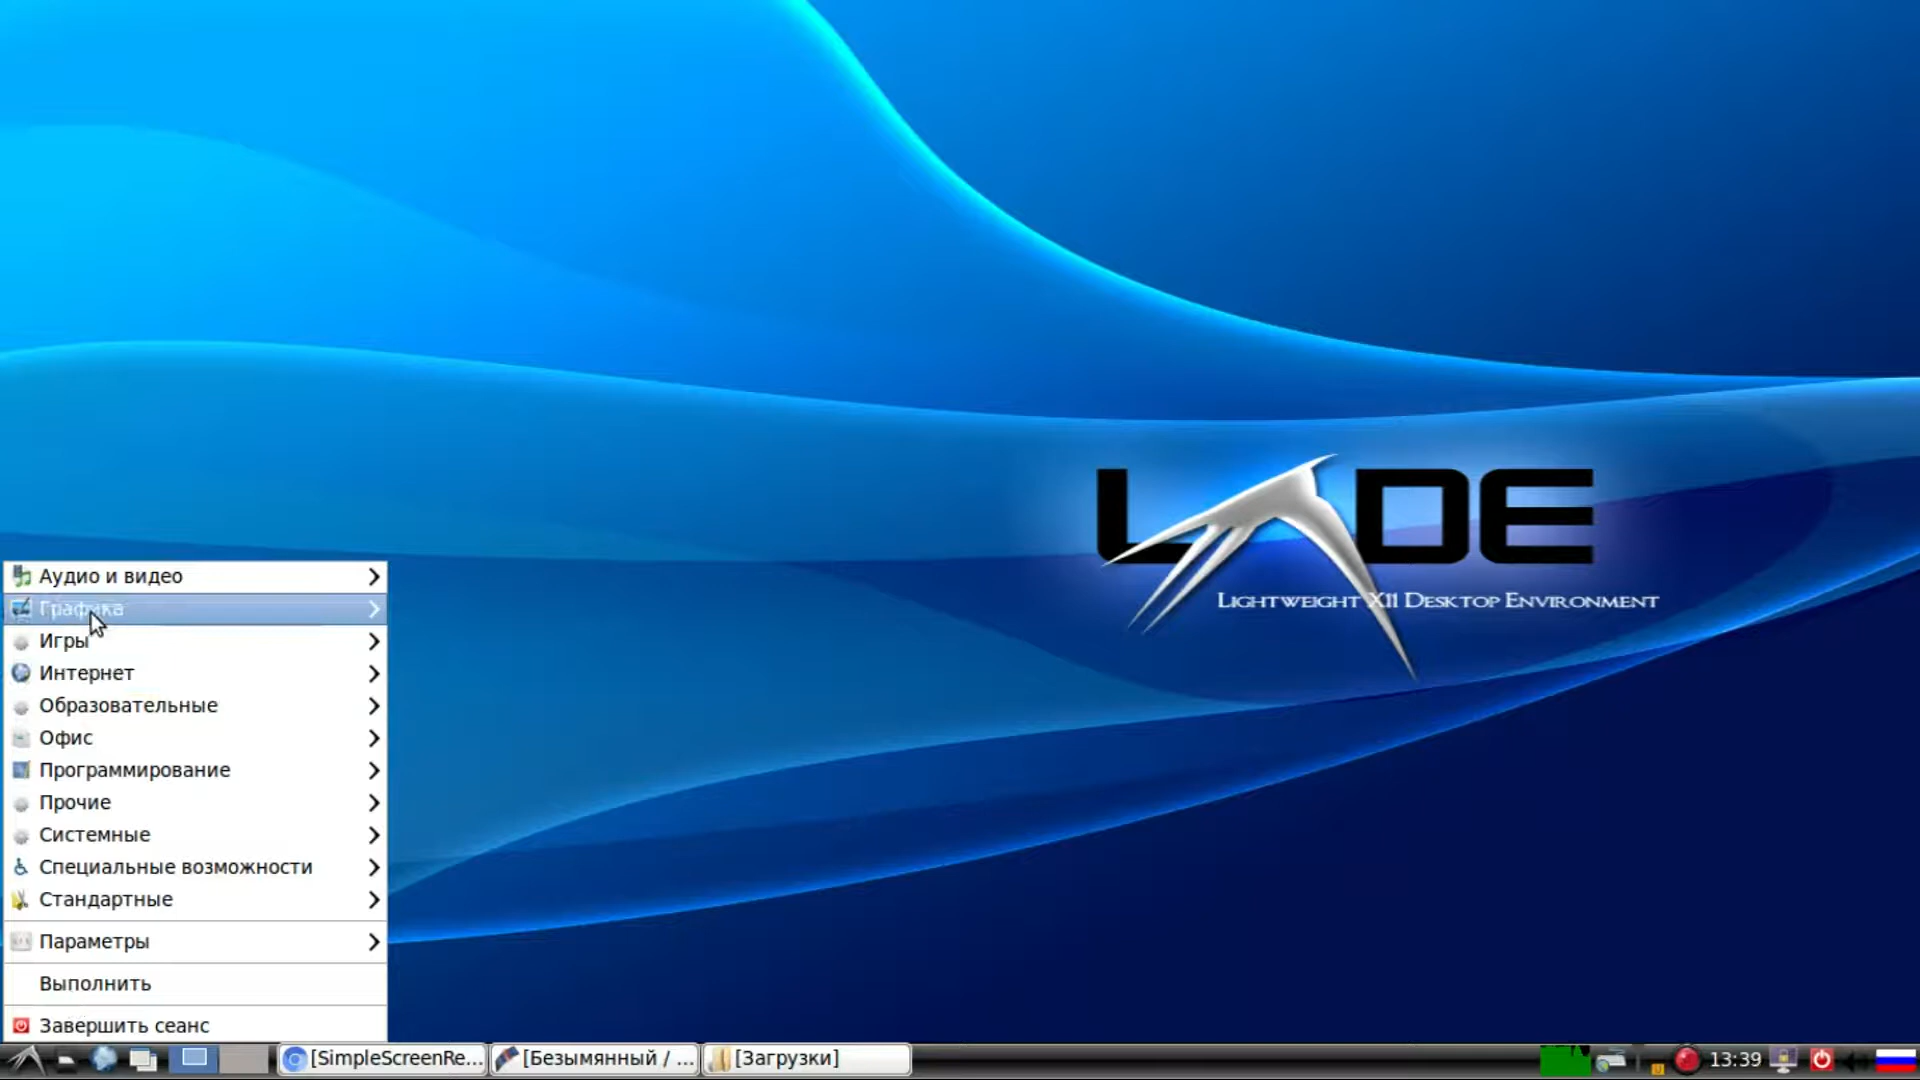 LXDE
Lightweight X11 Desktop Environment
Аудио и видео
Графика
Игры
Интернет
Образовательные
Офис
Программирование
Прочие
Системные
Специальные возможности
Стандартные
Параметры
Выполнить
Завершить сеанс
[SimpleScreenRe...
[Безымянный / ...
[Загрузки]
13:39